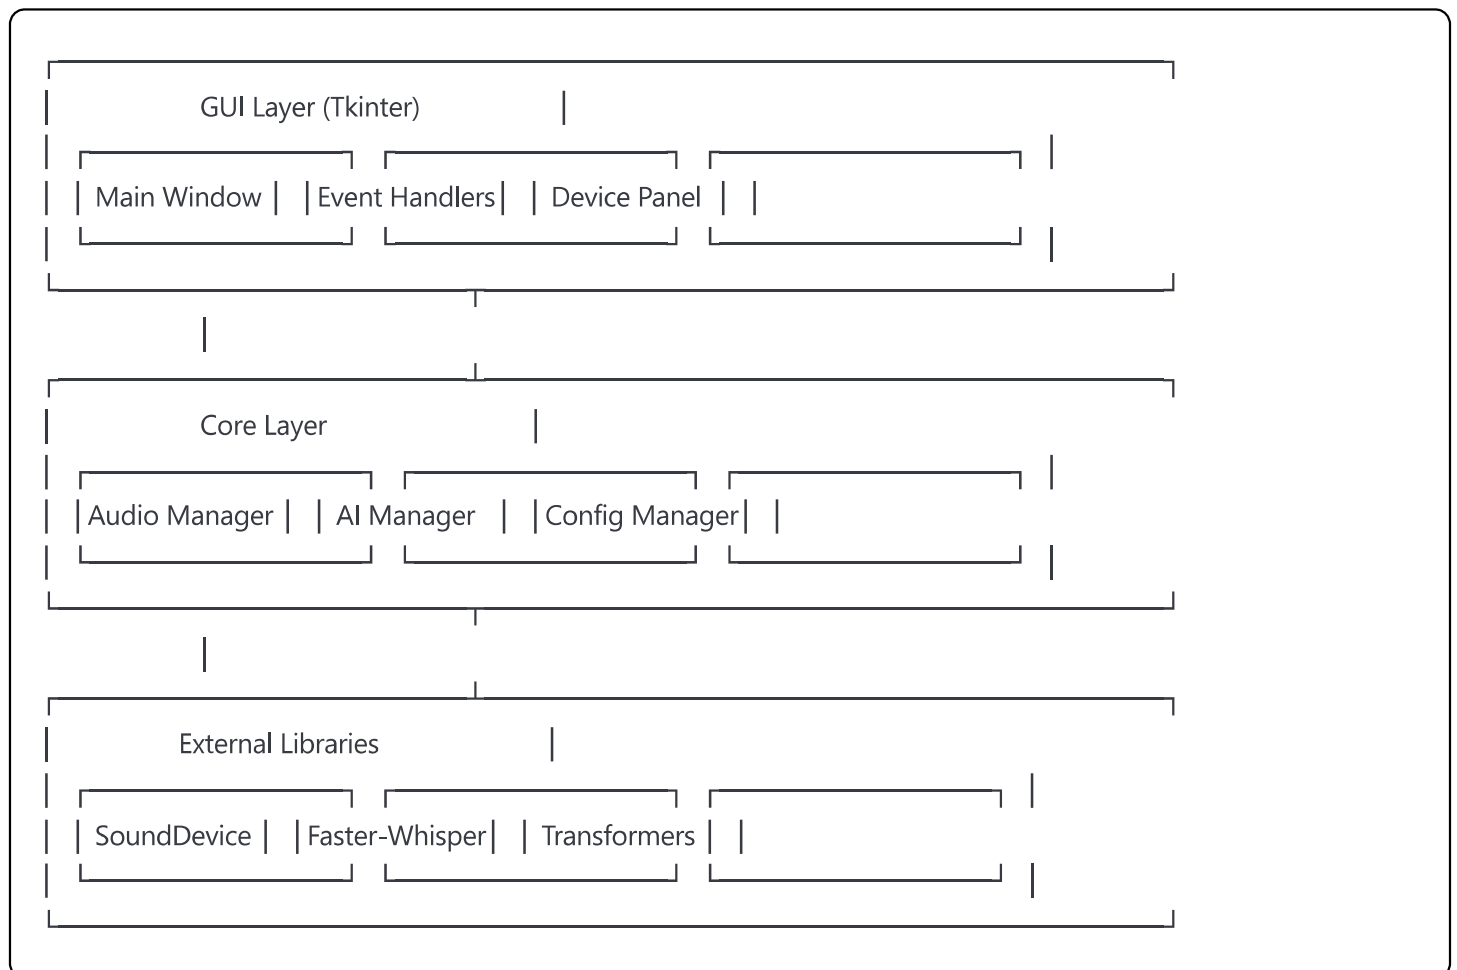 GUI Layer (Tkinter)
Main Window Event Handlers Device Panel
Core Layer
Audio Manager AI Manager Config Manager
External Libraries
SoundDevice Faster-Whisper Transformers